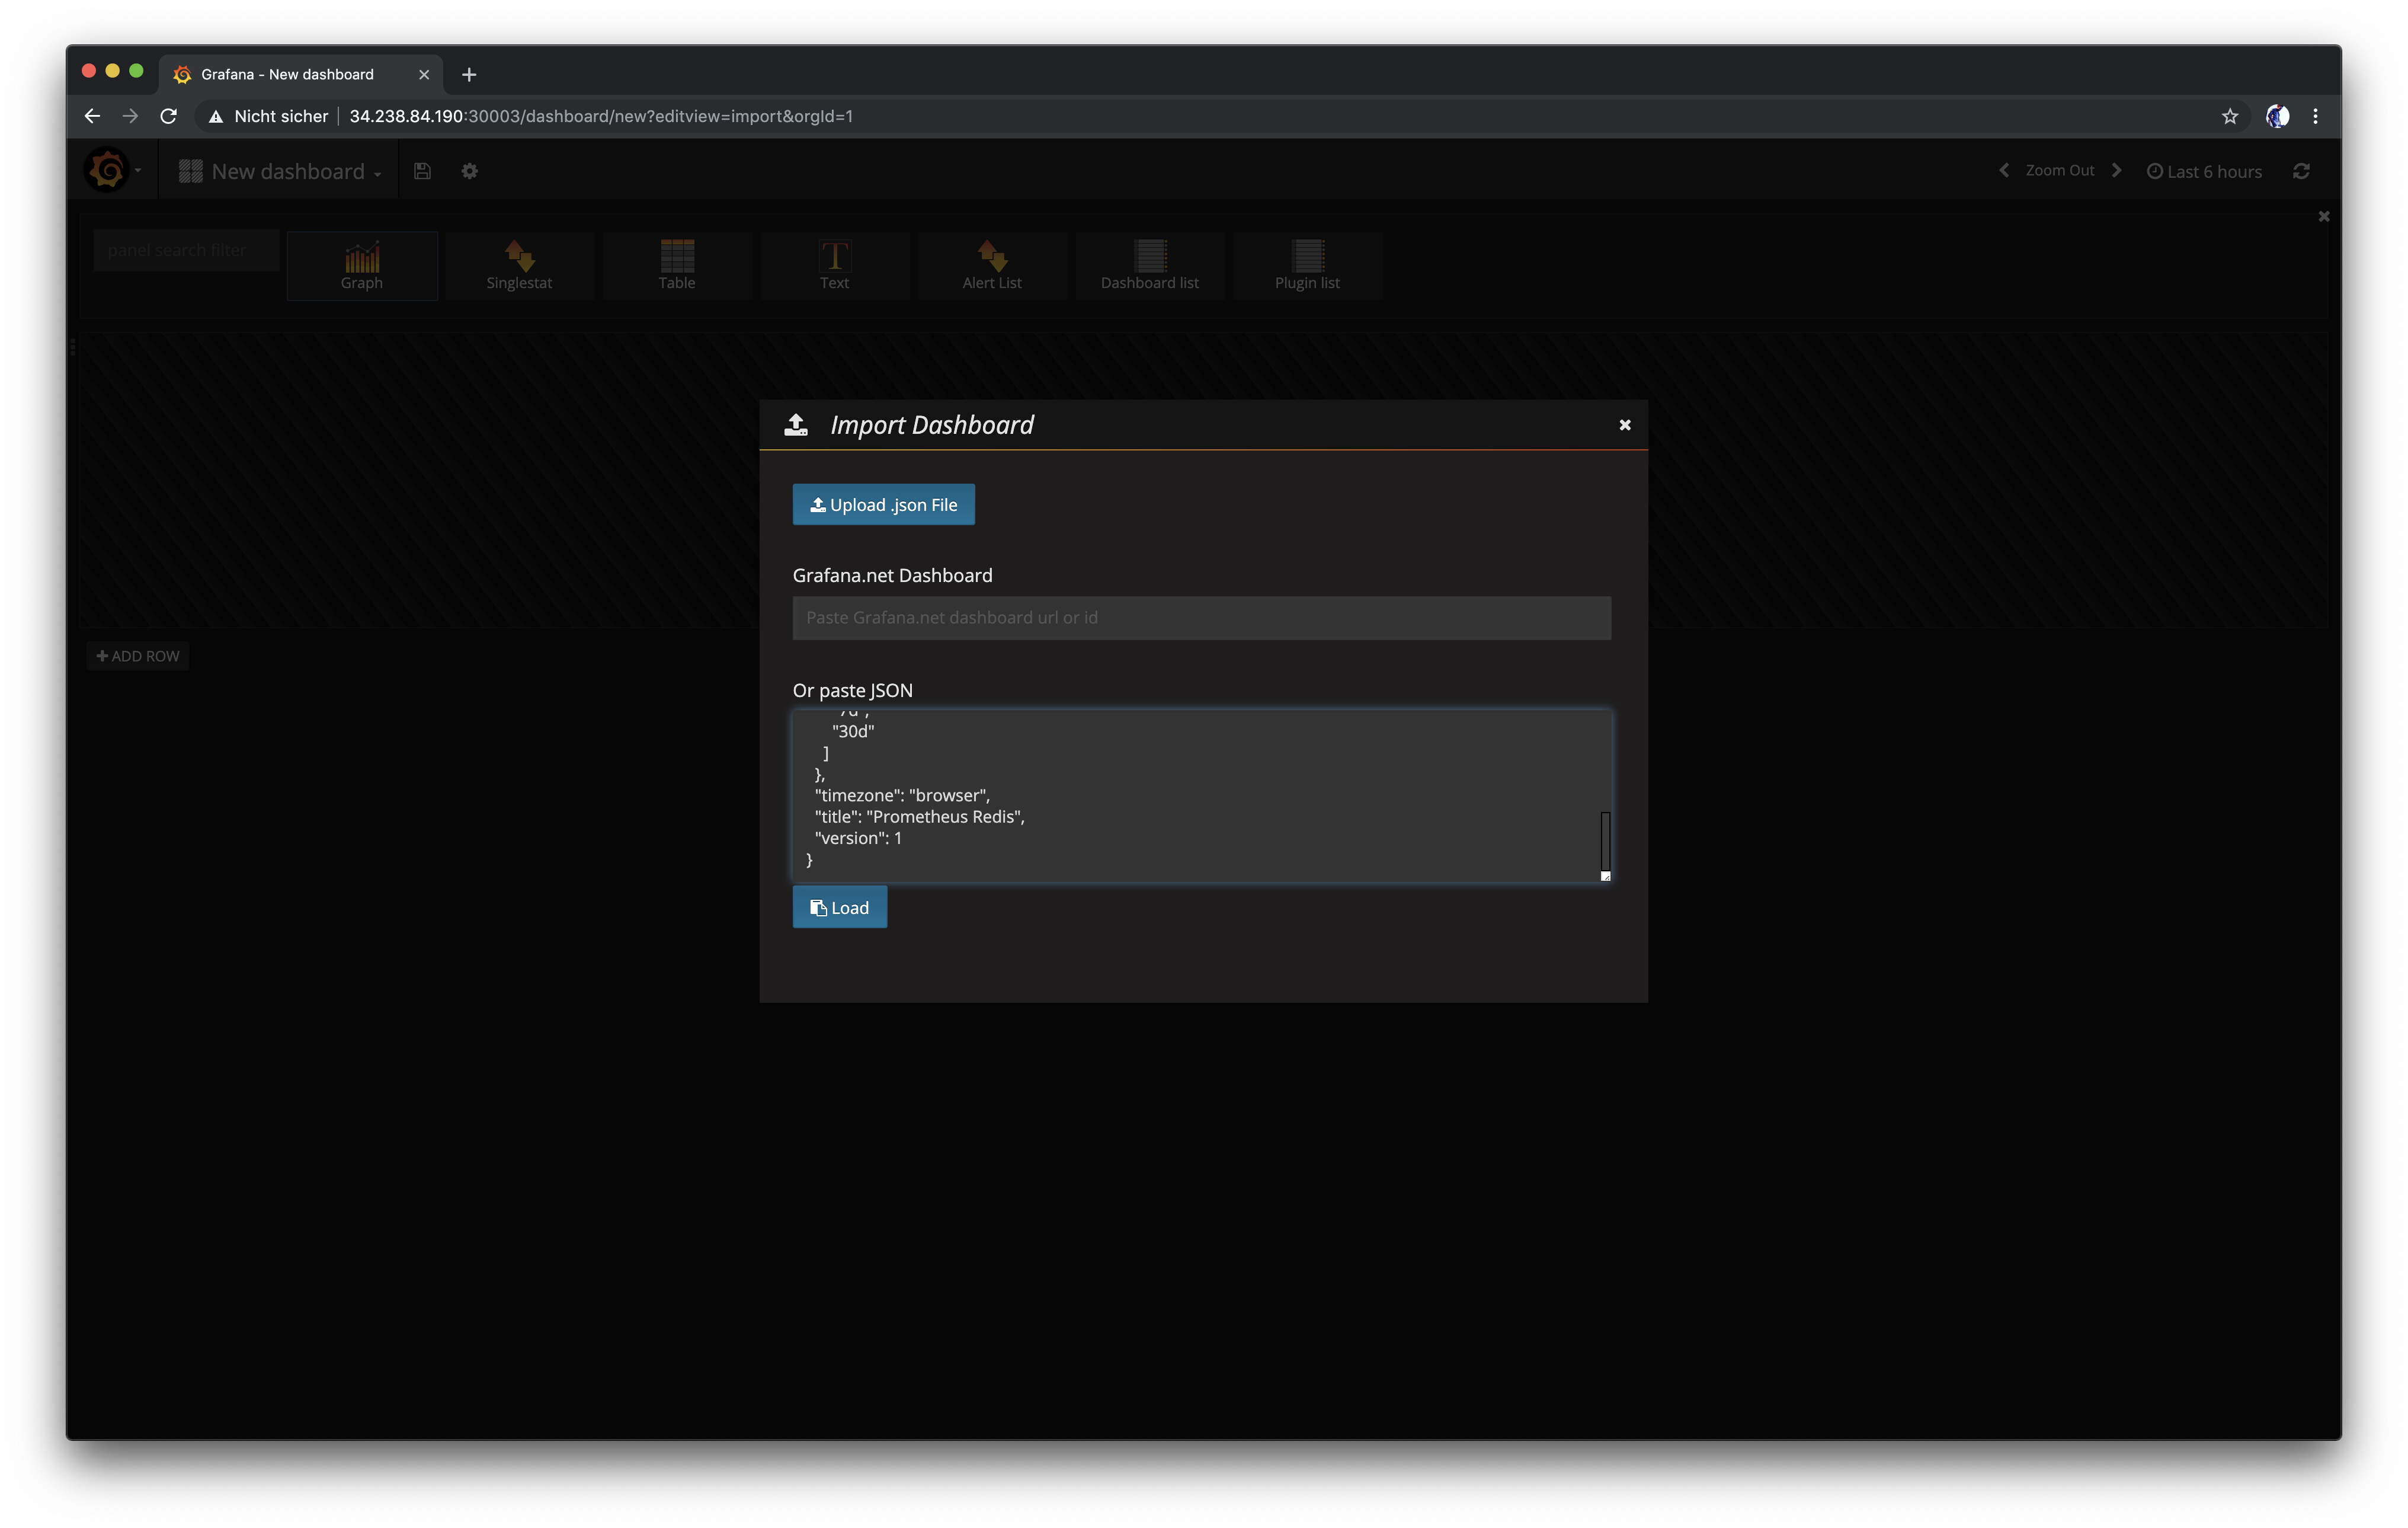 Grafana - New dashboard
Nicht sicher | 34.238.84.190:30003/dashboard/new?editview=import&orgId=1
New dashboard
Zoom Out
Last 6 hours
panel search filter
Graph
Singlestat
Table
Text
Alert List
Dashboard list
Plugin list
Import Dashboard
Upload .json File
Grafana.net Dashboard
Paste Grafana.net dashboard url or id
ADD ROW
Or paste JSON
"7d",
"30d"
]
},
"timezone": "browser",
"title": "Prometheus Redis",
"version": 1
}
Load